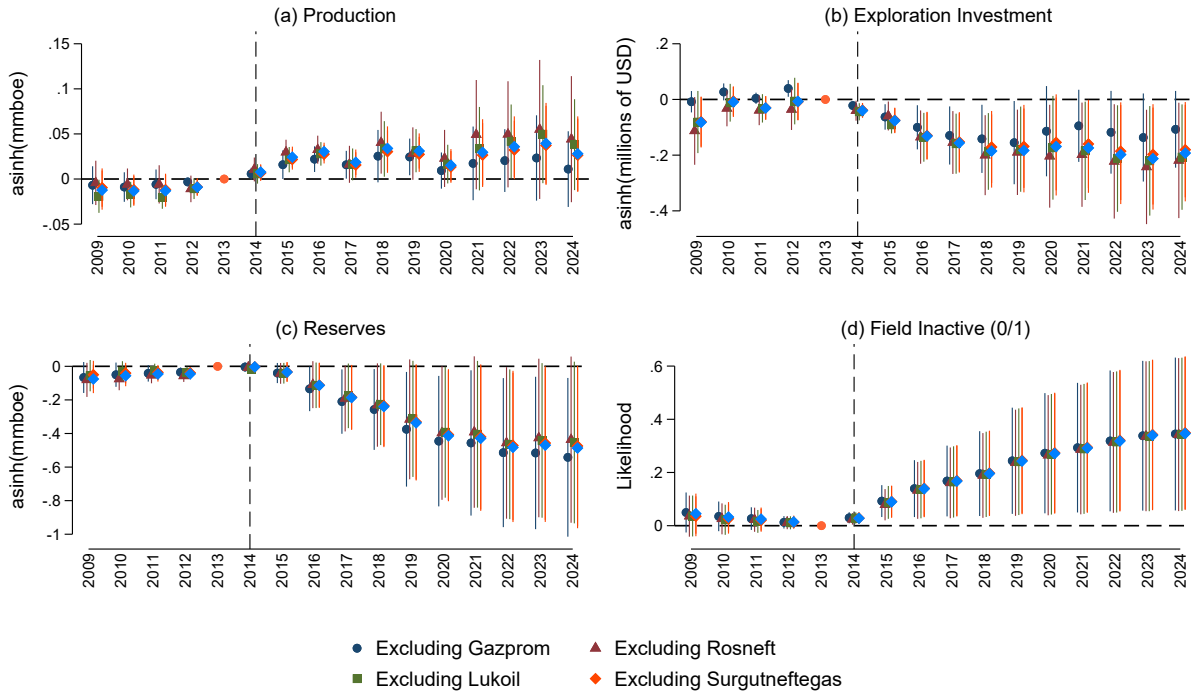 (a) Production
asinh(mmboe)
.15
.1
.05
0
-.05
2009 2010 2011 2012 2013 2014 2015 2016 2017 2018 2019 2020 2021 2022 2023 2024
(b) Exploration Investment
asinh(millions of USD)
.2
0
-.2
-.4
2009 2010 2011 2012 2013 2014 2015 2016 2017 2018 2019 2020 2021 2022 2023 2024
(c) Reserves
asinh(mmboe)
0
-.2
-.4
-.6
-.8
-1
2009 2010 2011 2012 2013 2014 2015 2016 2017 2018 2019 2020 2021 2022 2023 2024
(d) Field Inactive (0/1)
Likelihood
.6
.4
.2
0
2009 2010 2011 2012 2013 2014 2015 2016 2017 2018 2019 2020 2021 2022 2023 2024
Excluding Gazprom Excluding Rosneft
Excluding Lukoil Excluding Surgutneftegas